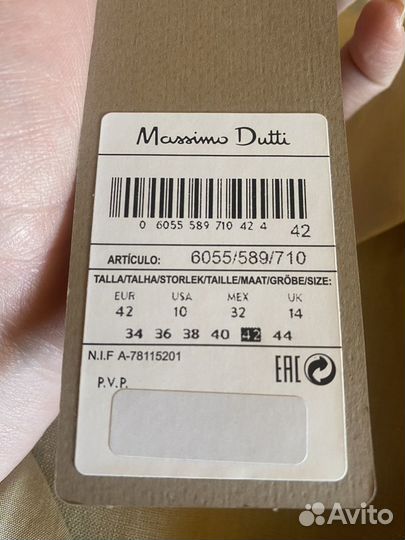 Massimo Dutti
0 6055 589 710 42 4
42
ARTÍCULO: 6055/589/710
TALLA/TALHA/STORLEK/TAILLE/MAAT/GRÖBE/SIZE:
EUR USA MEX UK
42 10 32 14
34 36 38 40 42 44
N.I.F A-78115201
EAC
P.V.P.
Avito